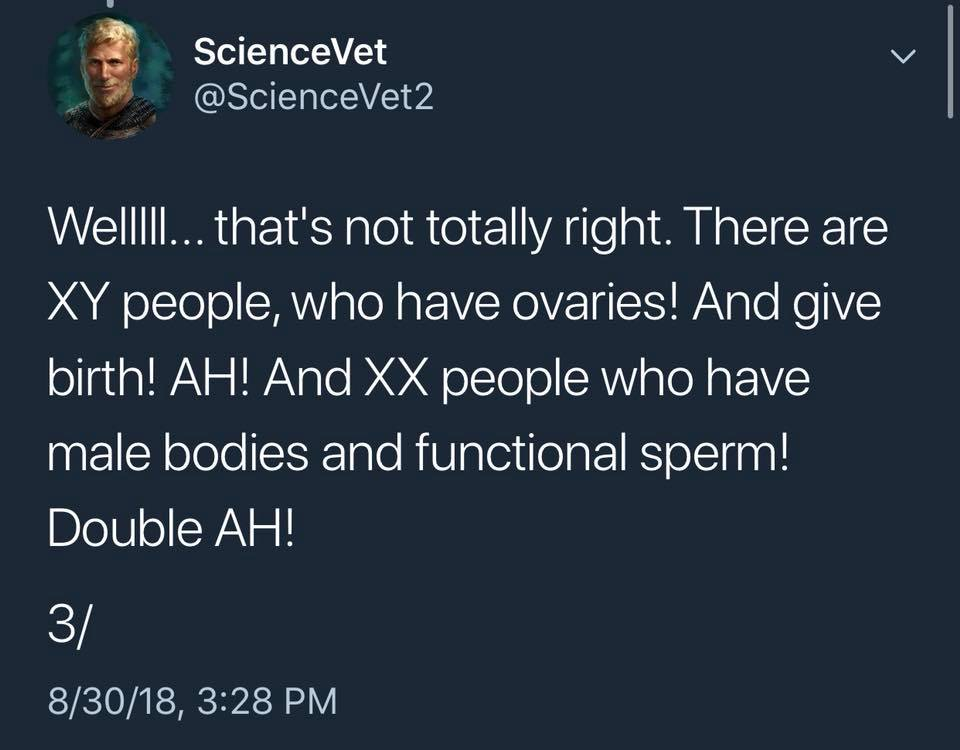 ScienceVet
@ScienceVet2
Welllll... that's not totally right. There are
XY people, who have ovaries! And give
birth! AH! And XX people who have
male bodies and functional sperm!
Double AH!
3/
8/30/18, 3:28 PM